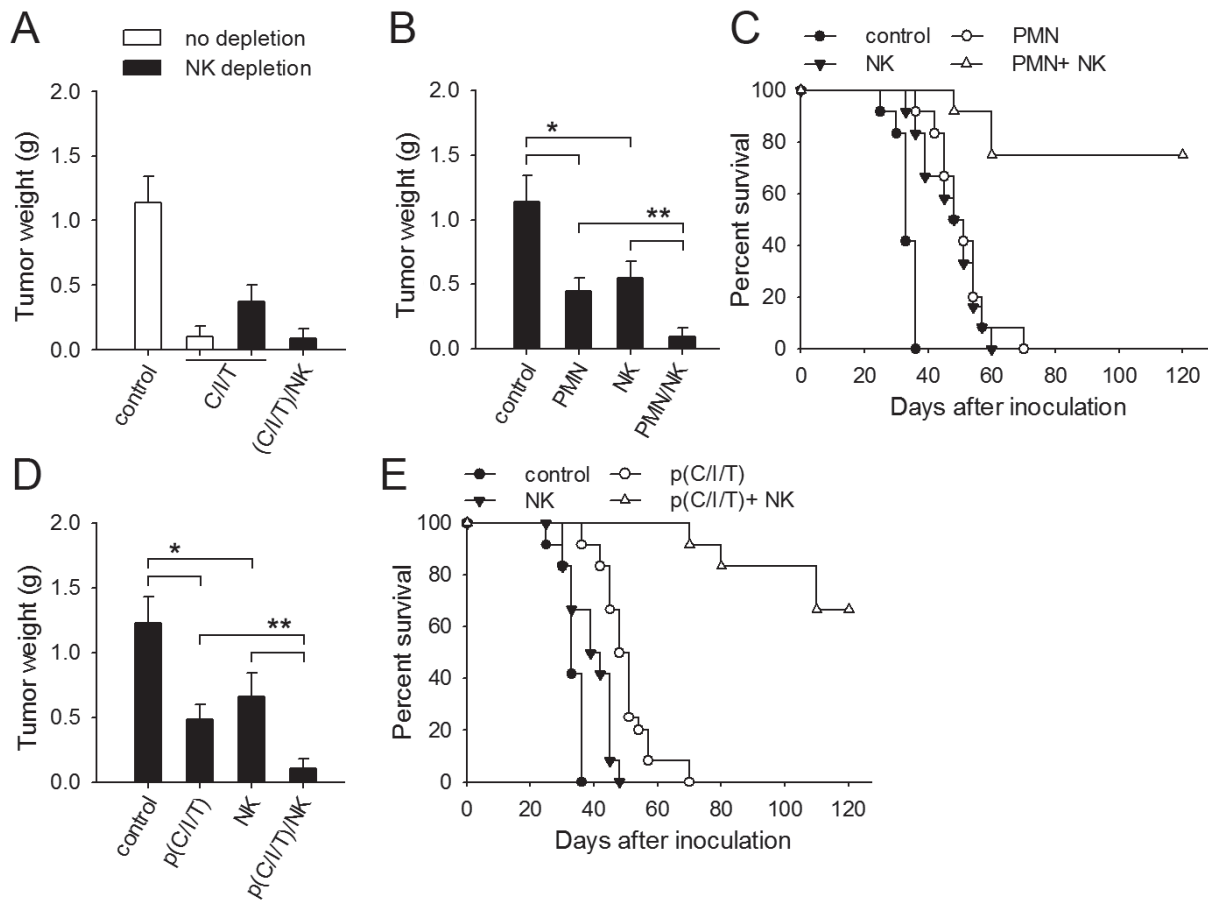 A
no depletion
NK depletion
Tumor weight (g)
2.0
1.5
1.0
0.5
0.0
control
C/I/T
(C/I/T)/NK
B
Tumor weight (g)
2.0
1.5
1.0
0.5
0.0
*
**
control
PMN
NK
PMN/NK
C
control
PMN
NK
PMN+ NK
Percent survival
100
80
60
40
20
0
0 20 40 60 80 100 120
Days after inoculation
D
Tumor weight (g)
2.0
1.5
1.0
0.5
0.0
*
**
control
p(C/I/T)
NK
p(C/I/T)/NK
E
control
p(C/I/T)
NK
p(C/I/T)+ NK
Percent survival
100
80
60
40
20
0
0 20 40 60 80 100 120
Days after inoculation